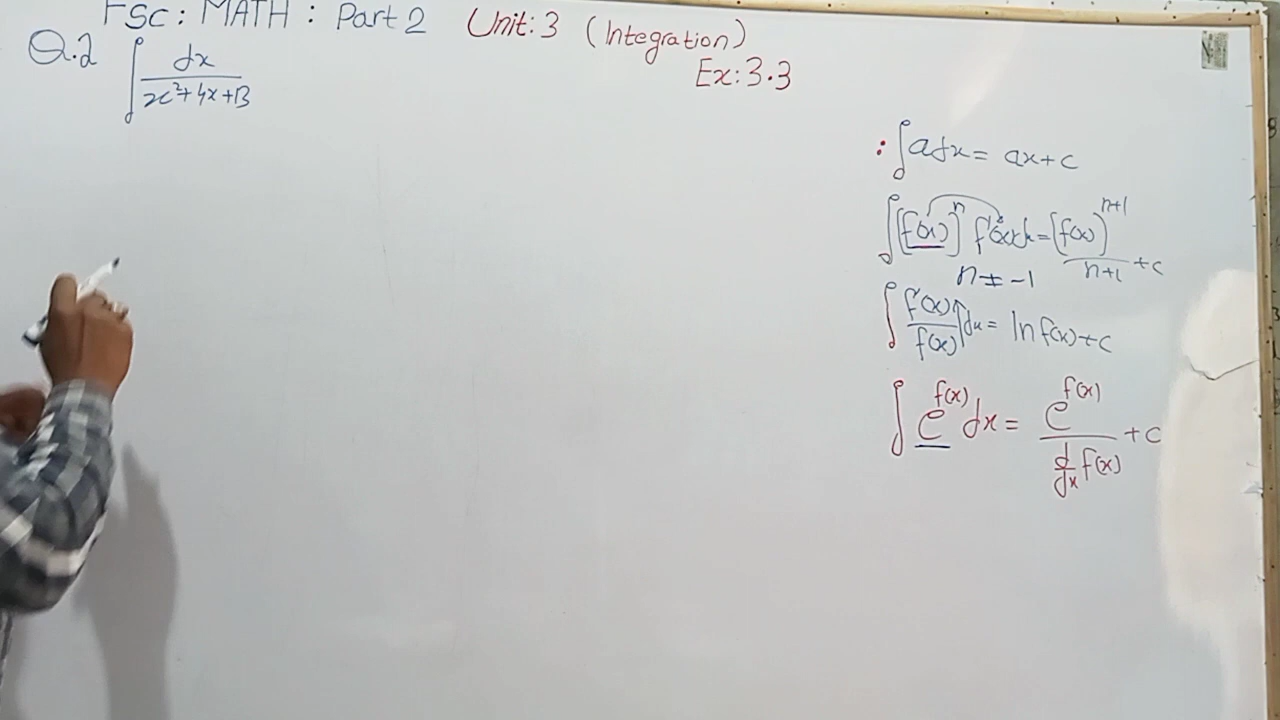 FSc: MATH: Part 2 Unit: 3 (Integration)
Ex: 3.3
Q.2 ∫ dx/(x²+4x+13)
: ∫ a dx = ax+c
∫ [f(x)]ⁿ f'(x)dx = [f(x)]ⁿ⁺¹/(n+1) + c
n ≠ -1
∫ f'(x)/f(x) dx = ln f(x)+c
∫ e^f(x) dx = e^f(x) / (d/dx f(x)) + c